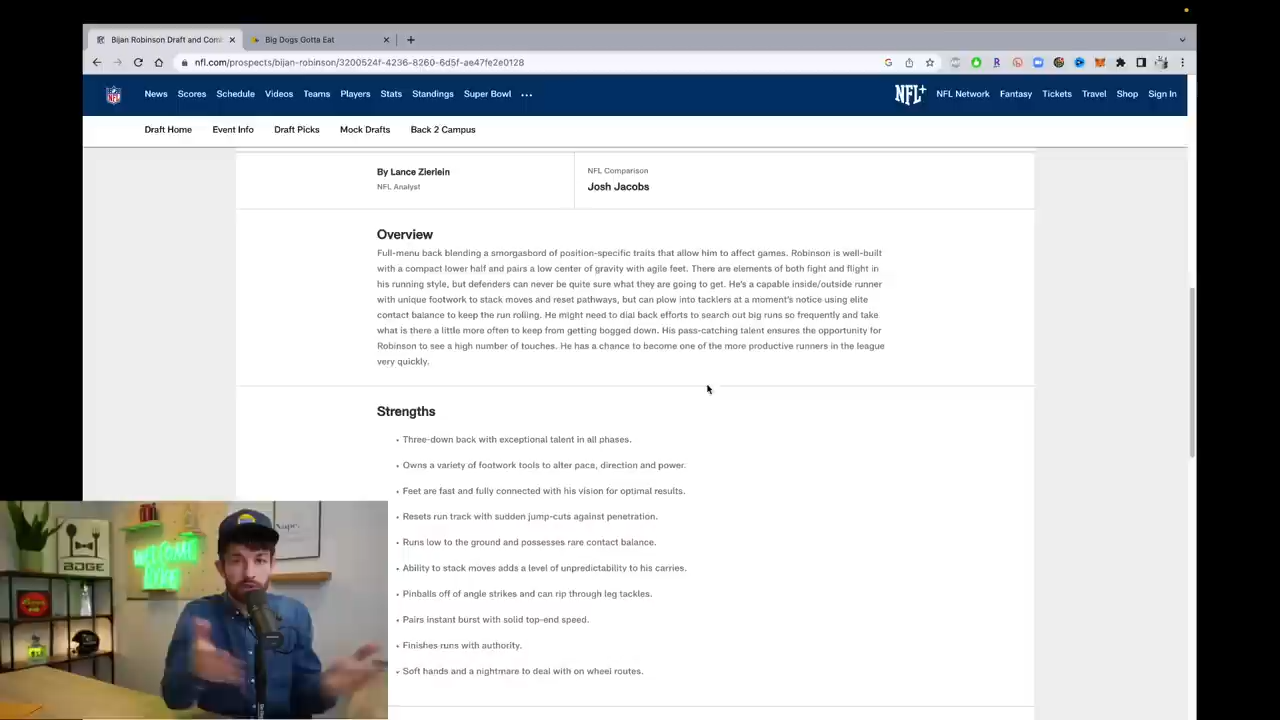 Bijan Robinson Draft and Com
Big Dogs Gotta Eat
nfl.com/prospects/bijan-robinson/3200524f-4236-8260-6d5f-ae47fe2e0128
NFL
News Scores Schedule Videos Teams Players Stats Standings Super Bowl
NFL+ NFL Network Fantasy Tickets Travel Shop Sign In
Draft Home Event Info Draft Picks Mock Drafts Back 2 Campus
By Lance Zierlein
NFL Analyst
NFL Comparison
Josh Jacobs
Overview
Full-menu back blending a smorgasbord of position-specific traits that allow him to affect games. Robinson is well-built
with a compact lower half and pairs a low center of gravity with agile feet. There are elements of both fight and flight in
his running style, but defenders can never be quite sure what they are going to get. He's a capable inside/outside runner
with unique footwork to stack moves and reset pathways, but can plow into tacklers at a moment's notice using elite
contact balance to keep the run rolling. He might need to dial back efforts to search out big runs so frequently and take
what is there a little more often to keep from getting bogged down. His pass-catching talent ensures the opportunity for
Robinson to see a high number of touches. He has a chance to become one of the more productive runners in the league
very quickly.
Strengths
• Three-down back with exceptional talent in all phases.
• Owns a variety of footwork tools to alter pace, direction and power.
• Feet are fast and fully connected with his vision for optimal results.
• Resets run track with sudden jump-cuts against penetration.
• Runs low to the ground and possesses rare contact balance.
• Ability to stack moves adds a level of unpredictability to his carries.
• Pinballs off of angle strikes and can rip through leg tackles.
• Pairs instant burst with solid top-end speed.
• Finishes runs with authority.
• Soft hands and a nightmare to deal with on wheel routes.
BDGE
WELCOME